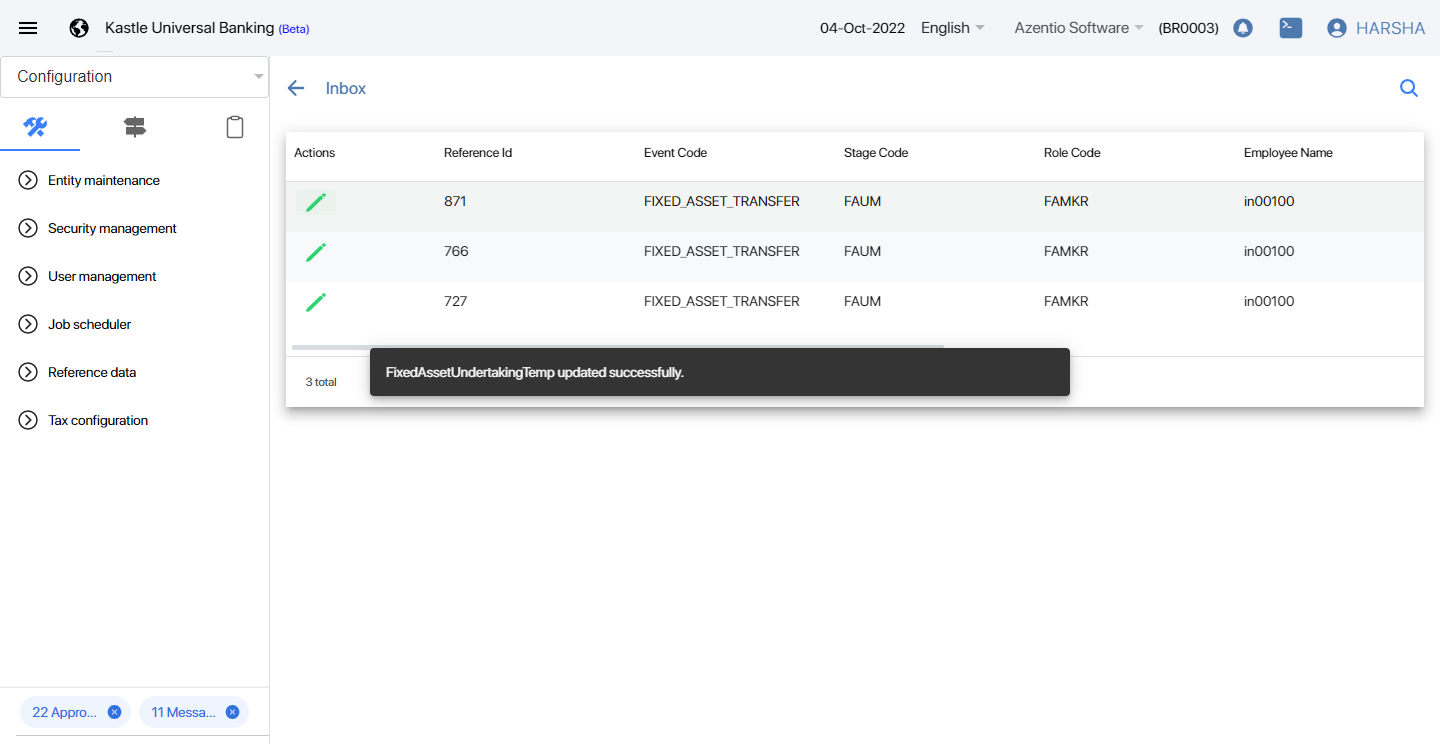 Kastle Universal Banking (Beta) 04-Oct-2022 English Azentio Software (BR0003) HARSHA
Configuration
Inbox
Entity maintenance
Security management
User management
Job scheduler
Reference data
Tax configuration
Actions Reference Id Event Code Stage Code Role Code Employee Name
871 FIXED_ASSET_TRANSFER FAUM FAMKR in00100
766 FIXED_ASSET_TRANSFER FAUM FAMKR in00100
727 FIXED_ASSET_TRANSFER FAUM FAMKR in00100
3 total
FixedAssetUndertakingTemp updated successfully.
22 Appro... 11 Messa...